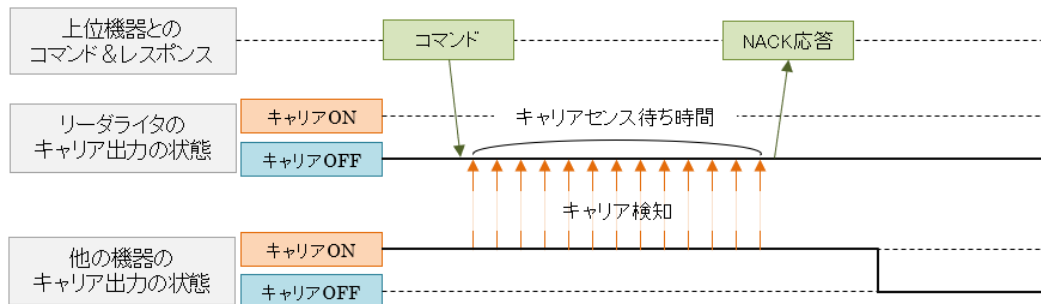 上位機器との
コマンド＆レスポンス
コマンド
NACK応答
リーダライタの
キャリア出力の状態
キャリアON
キャリアセンス待ち時間
キャリアOFF
キャリア検知
他の機器の
キャリア出力の状態
キャリアON
キャリアOFF